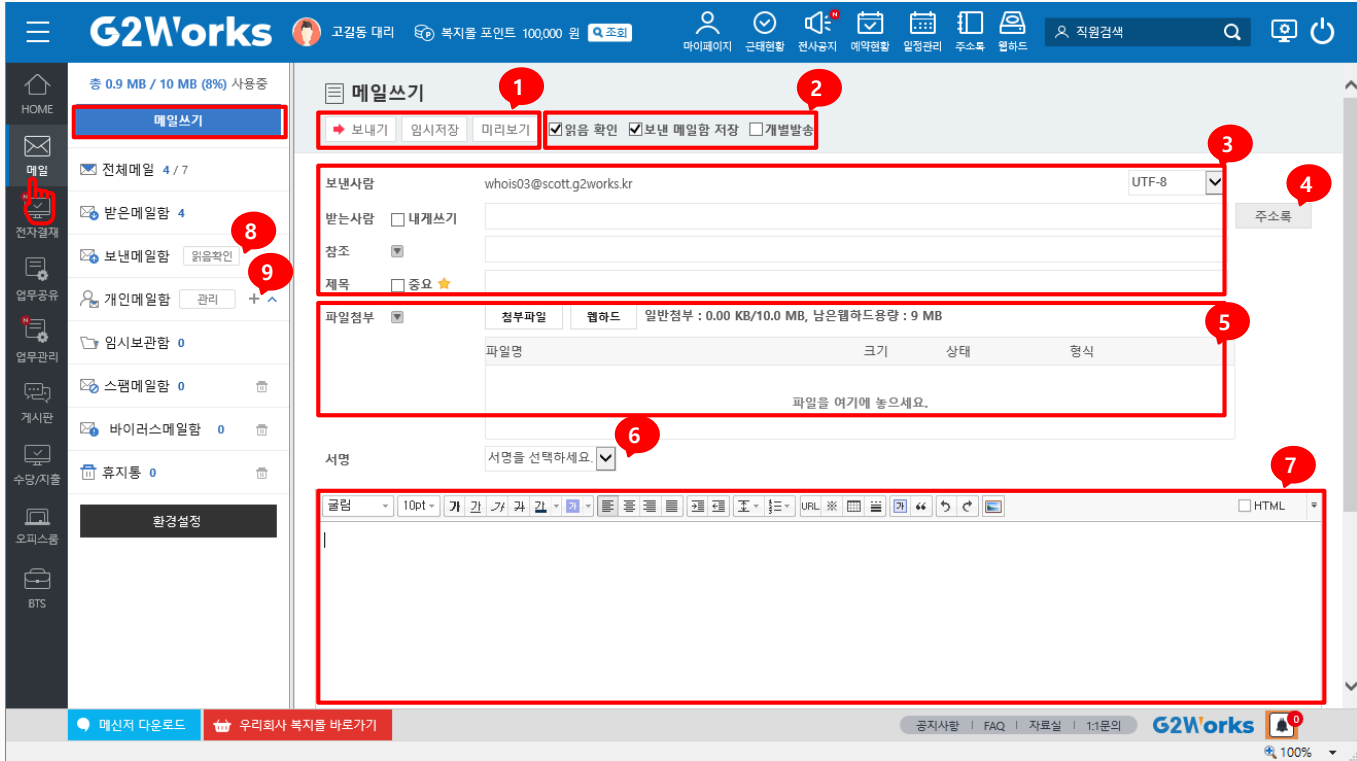 G2Works
고길동 대리
복지몰 포인트 100,000 원
조회
마이페이지
근태현황
전사공지
예약현황
일정관리
주소록
웹하드
직원검색
HOME
메일
전자결재
업무공유
업무관리
게시판
수당/지출
오피스룸
BTS
총 0.9 MB / 10 MB (8%) 사용중
메일쓰기
전체메일 4 / 7
받은메일함 4
보낸메일함 읽음확인
8
개인메일함 관리
9
임시보관함 0
스팸메일함 0
바이러스메일함 0
휴지통 0
환경설정
메일쓰기
1
2
보내기 임시저장 미리보기 읽음 확인 보낸 메일함 저장 개별발송
3
보낸사람 whois03@scott.g2works.kr UTF-8
4
받는사람 내게쓰기 주소록
참조
제목 중요
파일첨부 첨부파일 웹하드 일반첨부 : 0.00 KB/10.0 MB, 남은웹하드용량 : 9 MB
5
파일명 크기 상태 형식
파일을 여기에 놓으세요.
6
서명 서명을 선택하세요.
7
굴림 10pt 가 가 가 가 가 가 URL ※ 가 HTML
메신저 다운로드
우리회사 복지몰 바로가기
공지사항 | FAQ | 자료실 | 1:1문의
G2Works
0
100%